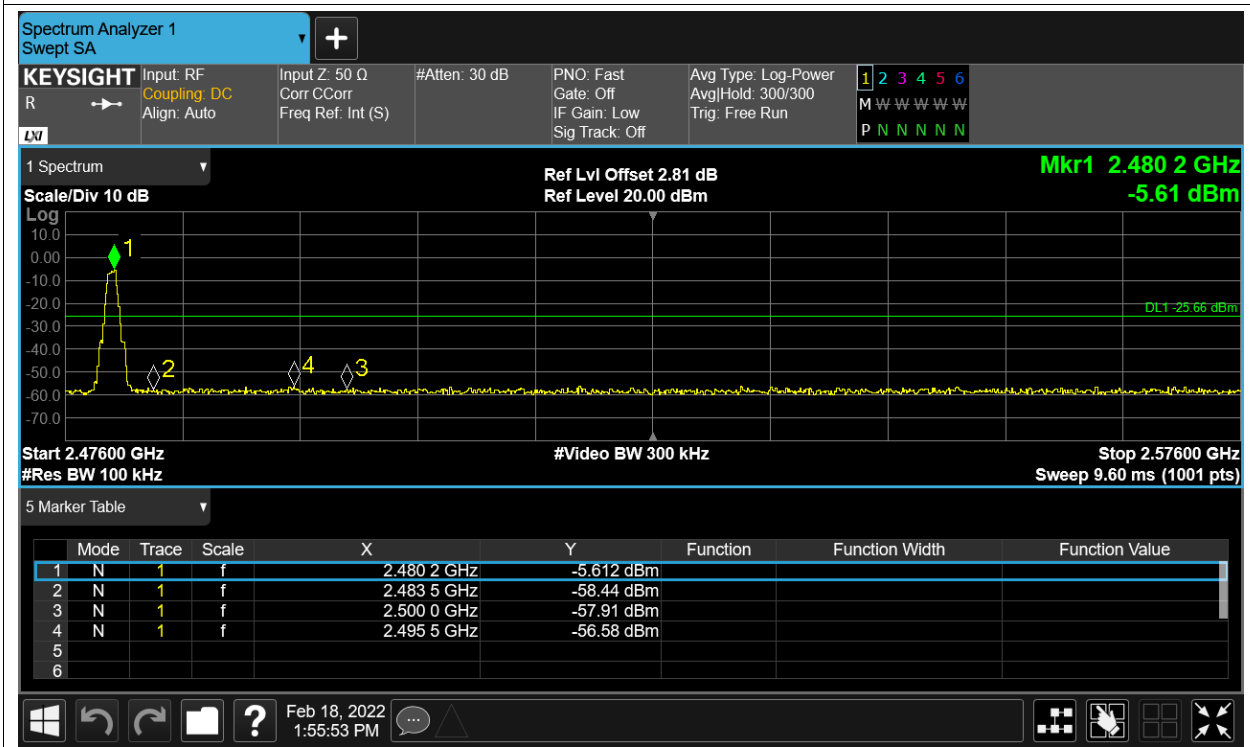 Spectrum Analyzer 1
Swept SA
KEYSIGHT
R
LXI
Input: RF
Coupling: DC
Align: Auto
Input Z: 50 Ω
Corr CCorr
Freq Ref: Int (S)
#Atten: 30 dB
PNO: Fast
Gate: Off
IF Gain: Low
Sig Track: Off
Avg Type: Log-Power
Avg|Hold: 300/300
Trig: Free Run
1 2 3 4 5 6
M W W W W W
P N N N N N
1 Spectrum
Scale/Div 10 dB
Ref Lvl Offset 2.81 dB
Ref Level 20.00 dBm
Mkr1 2.480 2 GHz
-5.61 dBm
Log
10.0
0.00
-10.0
-20.0
-30.0
-40.0
-50.0
-60.0
-70.0
1
2
4
3
DL1 -25.66 dBm
Start 2.47600 GHz
#Res BW 100 kHz
#Video BW 300 kHz
Stop 2.57600 GHz
Sweep 9.60 ms (1001 pts)
5 Marker Table
Mode Trace Scale X Y Function Function Width Function Value
1 N 1 f 2.480 2 GHz -5.612 dBm
2 N 1 f 2.483 5 GHz -58.44 dBm
3 N 1 f 2.500 0 GHz -57.91 dBm
4 N 1 f 2.495 5 GHz -56.58 dBm
5
6
?
Feb 18, 2022
1:55:53 PM